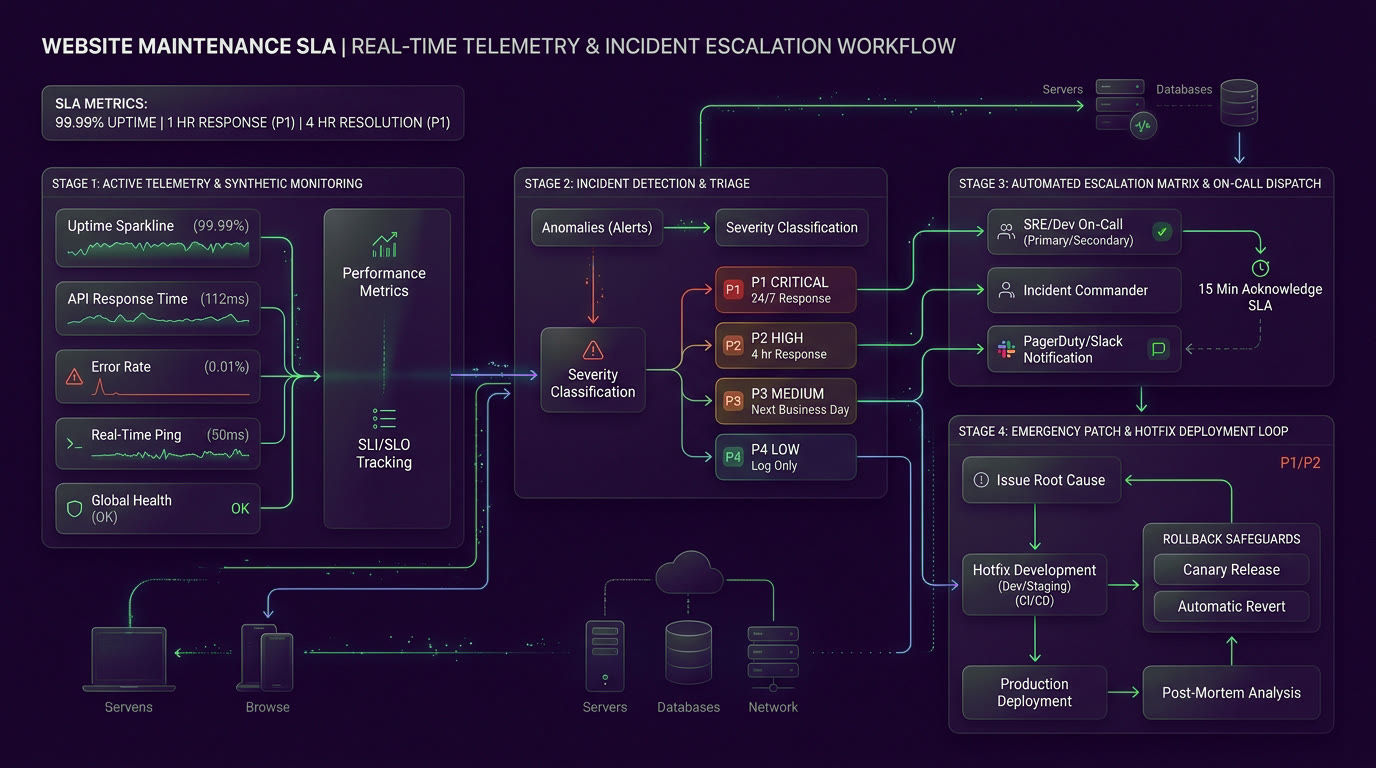 WEBSITE MAINTENANCE SLA | REAL-TIME TELEMETRY & INCIDENT ESCALATION WORKFLOW
SLA METRICS:
99.99% UPTIME | 1 HR RESPONSE (P1) | 4 HR RESOLUTION (P1)
Servers
Databases
STAGE 1: ACTIVE TELEMETRY & SYNTHETIC MONITORING
Uptime Sparkline (99.99%)
API Response Time (112ms)
Error Rate (0.01%)
Real-Time Ping (50ms)
Global Health
(OK)
OK
Performance
Metrics
SLI/SLO
Tracking
STAGE 2: INCIDENT DETECTION & TRIAGE
Anomalies (Alerts)
Severity Classification
Severity
Classification
P1
P1 CRITICAL
24/7 Response
P2
P2 HIGH
4 hr Response
P3
P3 MEDIUM
Next Business Day
P4
P4 LOW
Log Only
STAGE 3: AUTOMATED ESCALATION MATRIX & ON-CALL DISPATCH
SRE/Dev On-Call
(Primary/Secondary)
Incident Commander
PagerDuty/Slack
Notification
15 Min Acknowledge
SLA
STAGE 4: EMERGENCY PATCH & HOTFIX DEPLOYMENT LOOP
P1/P2
Issue Root Cause
Hotfix Development
(Dev/Staging)
(CI/CD)
ROLLBACK SAFEGUARDS
Canary Release
Automatic Revert
Production
Deployment
Post-Mortem Analysis
Servens
Browse
Servers
Databases
Network